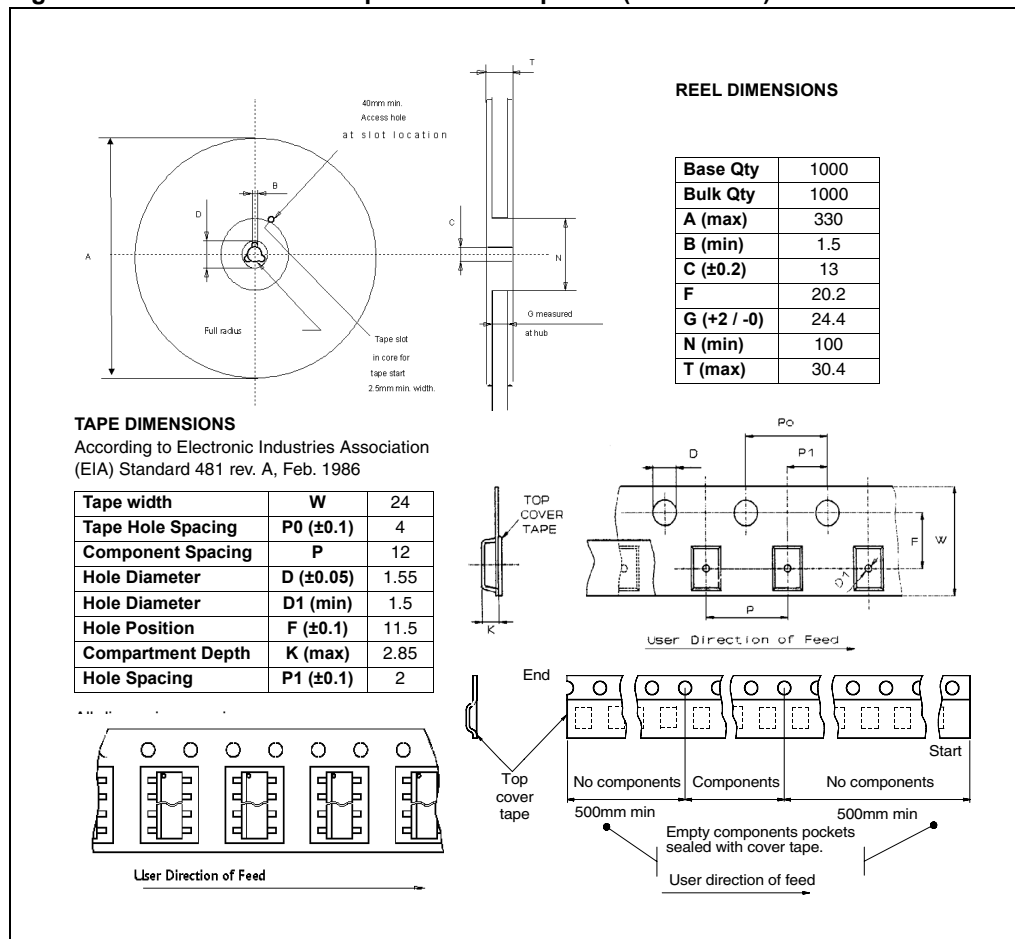 T
40mm min.
Access hole
at slot location
B
D
C
A
N
Full radius
Tape slot
in core for
tape start
2.5mm min. width.
G measured
at hub
REEL DIMENSIONS
Base Qty 1000
Bulk Qty 1000
A (max) 330
B (min) 1.5
C (±0.2) 13
F 20.2
G (+2 / -0) 24.4
N (min) 100
T (max) 30.4
TAPE DIMENSIONS
According to Electronic Industries Association
(EIA) Standard 481 rev. A, Feb. 1986
Tape width W 24
Tape Hole Spacing P0 (±0.1) 4
Component Spacing P 12
Hole Diameter D (±0.05) 1.55
Hole Diameter D1 (min) 1.5
Hole Position F (±0.1) 11.5
Compartment Depth K (max) 2.85
Hole Spacing P1 (±0.1) 2
Po
D
P1
TOP
COVER
TAPE
F
W
D1
K
P
User Direction of Feed
End
Start
Top
cover
tape
No components
Components
No components
500mm min
500mm min
Empty components pockets
sealed with cover tape.
User direction of feed
User Direction of Feed